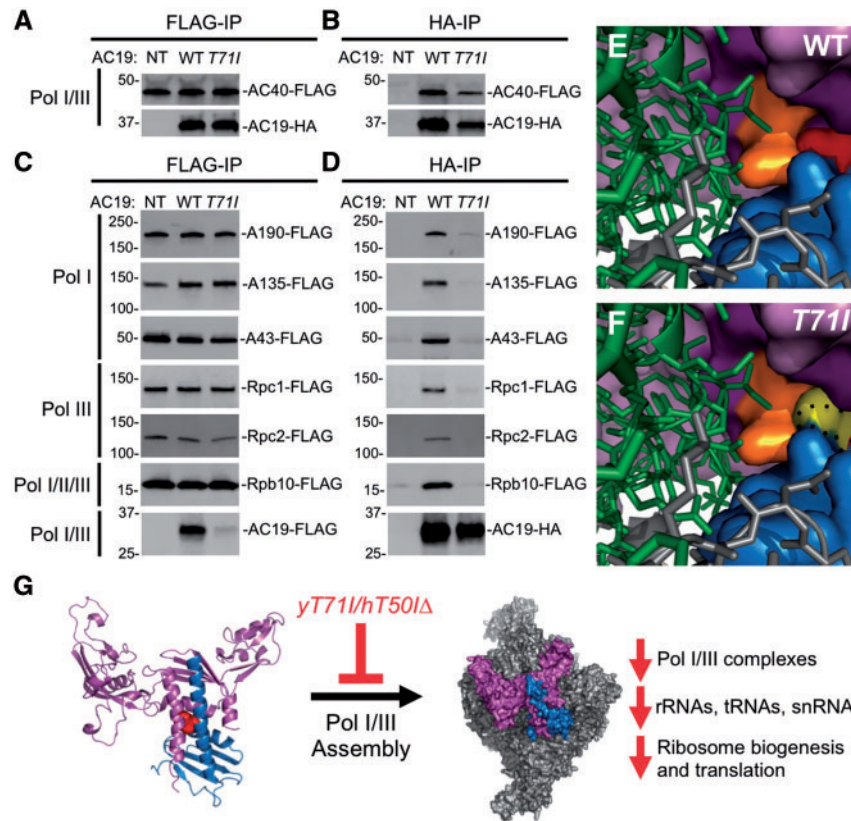 A
FLAG-IP
AC19: NT WT T71I
Pol I/III
50-
-AC40-FLAG
37-
-AC19-HA
B
HA-IP
AC19: NT WT T71I
50-
-AC40-FLAG
37-
-AC19-HA
C
FLAG-IP
AC19: NT WT T71I
Pol I
250-
150-
-A190-FLAG
150-
100-
-A135-FLAG
50-
-A43-FLAG
Pol III
150-
-Rpc1-FLAG
150-
100-
-Rpc2-FLAG
Pol I/II/III
15-
-Rpb10-FLAG
Pol I/III
37-
25-
-AC19-FLAG
D
HA-IP
AC19: NT WT T71I
250-
150-
-A190-FLAG
150-
100-
-A135-FLAG
50-
-A43-FLAG
150-
-Rpc1-FLAG
150-
100-
-Rpc2-FLAG
15-
-Rpb10-FLAG
37-
25-
-AC19-HA
E
WT
F
T71I
G
yT71I/hT50IΔ
Pol I/III
Assembly
Pol I/III complexes
rRNAs, tRNAs, snRNA
Ribosome biogenesis
and translation